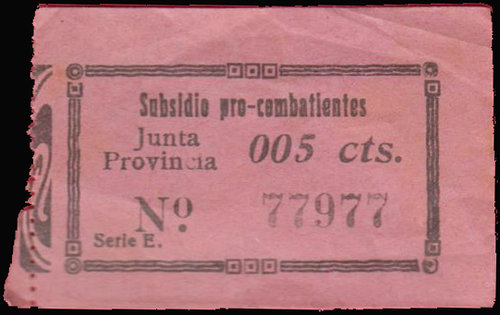 Subsidio pro-combatientes
Junta
Provincia
005 cts.
Nº 77977
Serie E.